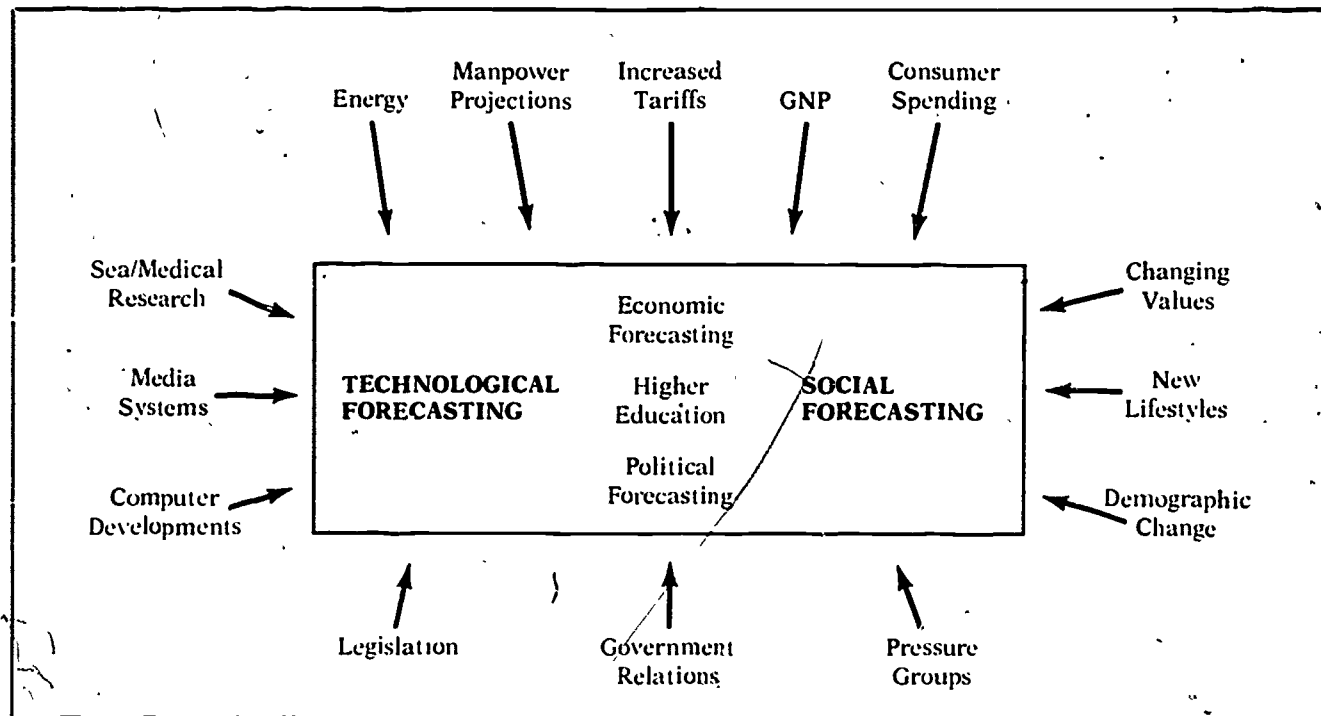 Energy
Manpower
Projections
Increased
Tariffs
GNP
Consumer
Spending
Sea/Medical
Research
Media
Systems
Computer
Developments
TECHNOLOGICAL
FORECASTING
Economic
Forecasting
Higher
Education
Political
Forecasting
SOCIAL
FORECASTING
Changing
Values
New
Lifestyles
Demographic
Change
Legislation
Government
Relations
Pressure
Groups